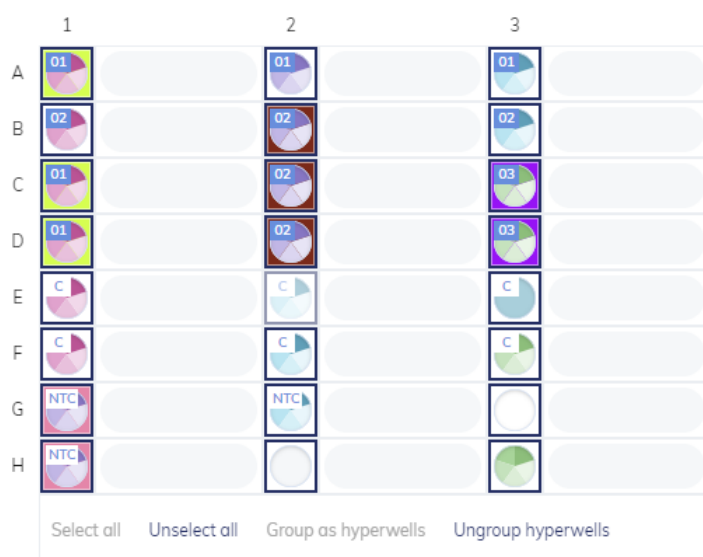 1 2 3
A 01 01 01
B 02 02 02
C 01 02 03
D 01 02 03
E C C C
F C C C
G NTC NTC
H NTC
Select all Unselect all Group as hyperwells Ungroup hyperwells